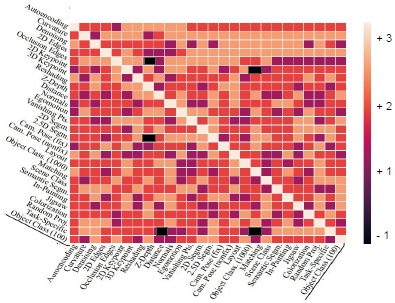 Autoencoding
Curvature
Denoising
2D Edges
Occlusion Edges
2D Keypoint
3D Keypoint
Reshading
Z-Depth
Distance
Normals
Egomotion
Vanishing Pts.
2D Segm.
2.5D Segm.
Cam. Pose (fix)
Cam. Pose (nonfix)
Layout
Object Class. (1000)
Matching
Scene Class.
Semantic Segm.
In-Painting
Jigsaw
Colorization
Random Proj.
Task-Specific
Object Class (100)
+ 3
+ 2
+ 1
- 1
Autoencoding
Curvature
Denoising
2D Edges
Occlusion Edges
2D Keypoint
3D Keypoint
Reshading
Z-Depth
Distance
Normals
Egomotion
Vanishing Pts.
2D Segm.
2.5D Segm.
Cam. Pose (fix)
Cam. Pose (nonfix)
Layout
Object Class. (1000)
Matching
Scene Class.
Semantic Segm.
In-Painting
Jigsaw
Colorization
Random Proj.
Task-Specific
Object Class (100)